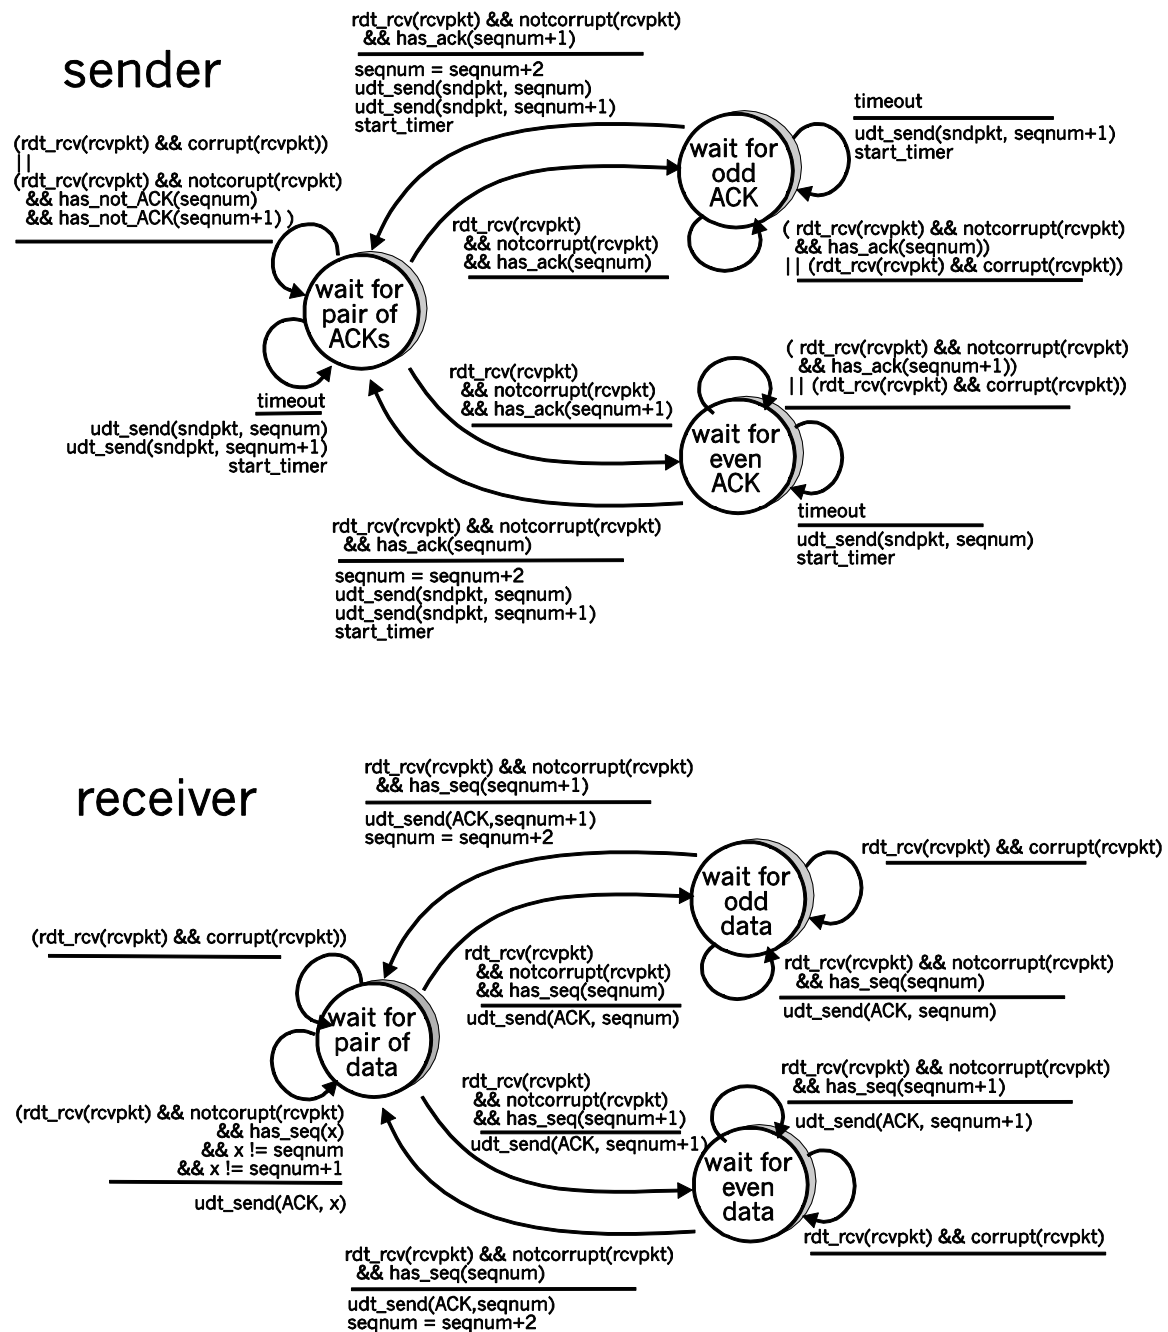 rdt_rcv(rcvpkt) && notcorrupt(rcvpkt)
&& has_ack(seqnum+1)
sender
seqnum = seqnum+2
udt_send(sndpkt, seqnum)
udt_send(sndpkt, seqnum+1)
start_timer
timeout
udt_send(sndpkt, seqnum+1)
start_timer
(rdt_rcv(rcvpkt) && corrupt(rcvpkt))
||
(rdt_rcv(rcvpkt) && notcorupt(rcvpkt)
&& has_not_ACK(seqnum)
&& has_not_ACK(seqnum+1) )
wait for
odd
ACK
rdt_rcv(rcvpkt)
&& notcorrupt(rcvpkt)
&& has_ack(seqnum)
( rdt_rcv(rcvpkt) && notcorrupt(rcvpkt)
&& has_ack(seqnum))
|| (rdt_rcv(rcvpkt) && corrupt(rcvpkt))
wait for
pair of
ACKs
( rdt_rcv(rcvpkt) && notcorrupt(rcvpkt)
&& has_ack(seqnum+1))
|| (rdt_rcv(rcvpkt) && corrupt(rcvpkt))
rdt_rcv(rcvpkt)
&& notcorrupt(rcvpkt)
&& has_ack(seqnum+1)
timeout
udt_send(sndpkt, seqnum)
udt_send(sndpkt, seqnum+1)
start_timer
wait for
even
ACK
timeout
udt_send(sndpkt, seqnum)
start_timer
rdt_rcv(rcvpkt) && notcorrupt(rcvpkt)
&& has_ack(seqnum)
seqnum = seqnum+2
udt_send(sndpkt, seqnum)
udt_send(sndpkt, seqnum+1)
start_timer
receiver
rdt_rcv(rcvpkt) && notcorrupt(rcvpkt)
&& has_seq(seqnum+1)
udt_send(ACK,seqnum+1)
seqnum = seqnum+2
rdt_rcv(rcvpkt) && corrupt(rcvpkt)
wait for
odd
data
(rdt_rcv(rcvpkt) && corrupt(rcvpkt))
rdt_rcv(rcvpkt)
&& notcorrupt(rcvpkt)
&& has_seq(seqnum)
udt_send(ACK, seqnum)
rdt_rcv(rcvpkt) && notcorrupt(rcvpkt)
&& has_seq(seqnum)
udt_send(ACK, seqnum)
wait for
pair of
data
rdt_rcv(rcvpkt) && notcorrupt(rcvpkt)
&& has_seq(seqnum+1)
udt_send(ACK, seqnum+1)
rdt_rcv(rcvpkt)
&& notcorrupt(rcvpkt)
&& has_seq(seqnum+1)
udt_send(ACK, seqnum+1)
(rdt_rcv(rcvpkt) && notcorupt(rcvpkt)
&& has_seq(x)
&& x != seqnum
&& x != seqnum+1
udt_send(ACK, x)
wait for
even
data
rdt_rcv(rcvpkt) && corrupt(rcvpkt)
rdt_rcv(rcvpkt) && notcorrupt(rcvpkt)
&& has_seq(seqnum)
udt_send(ACK,seqnum)
seqnum = seqnum+2